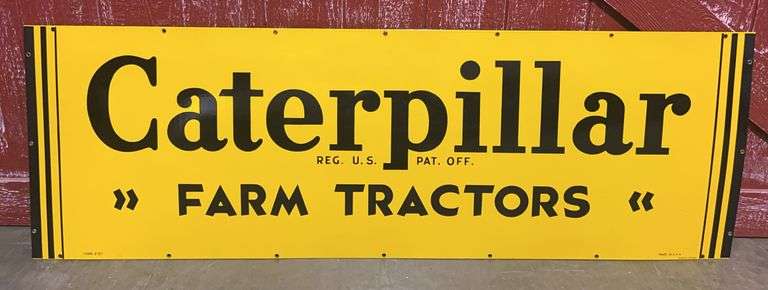 Caterpillar
REG. U.S. PAT. OFF.
» FARM TRACTORS «